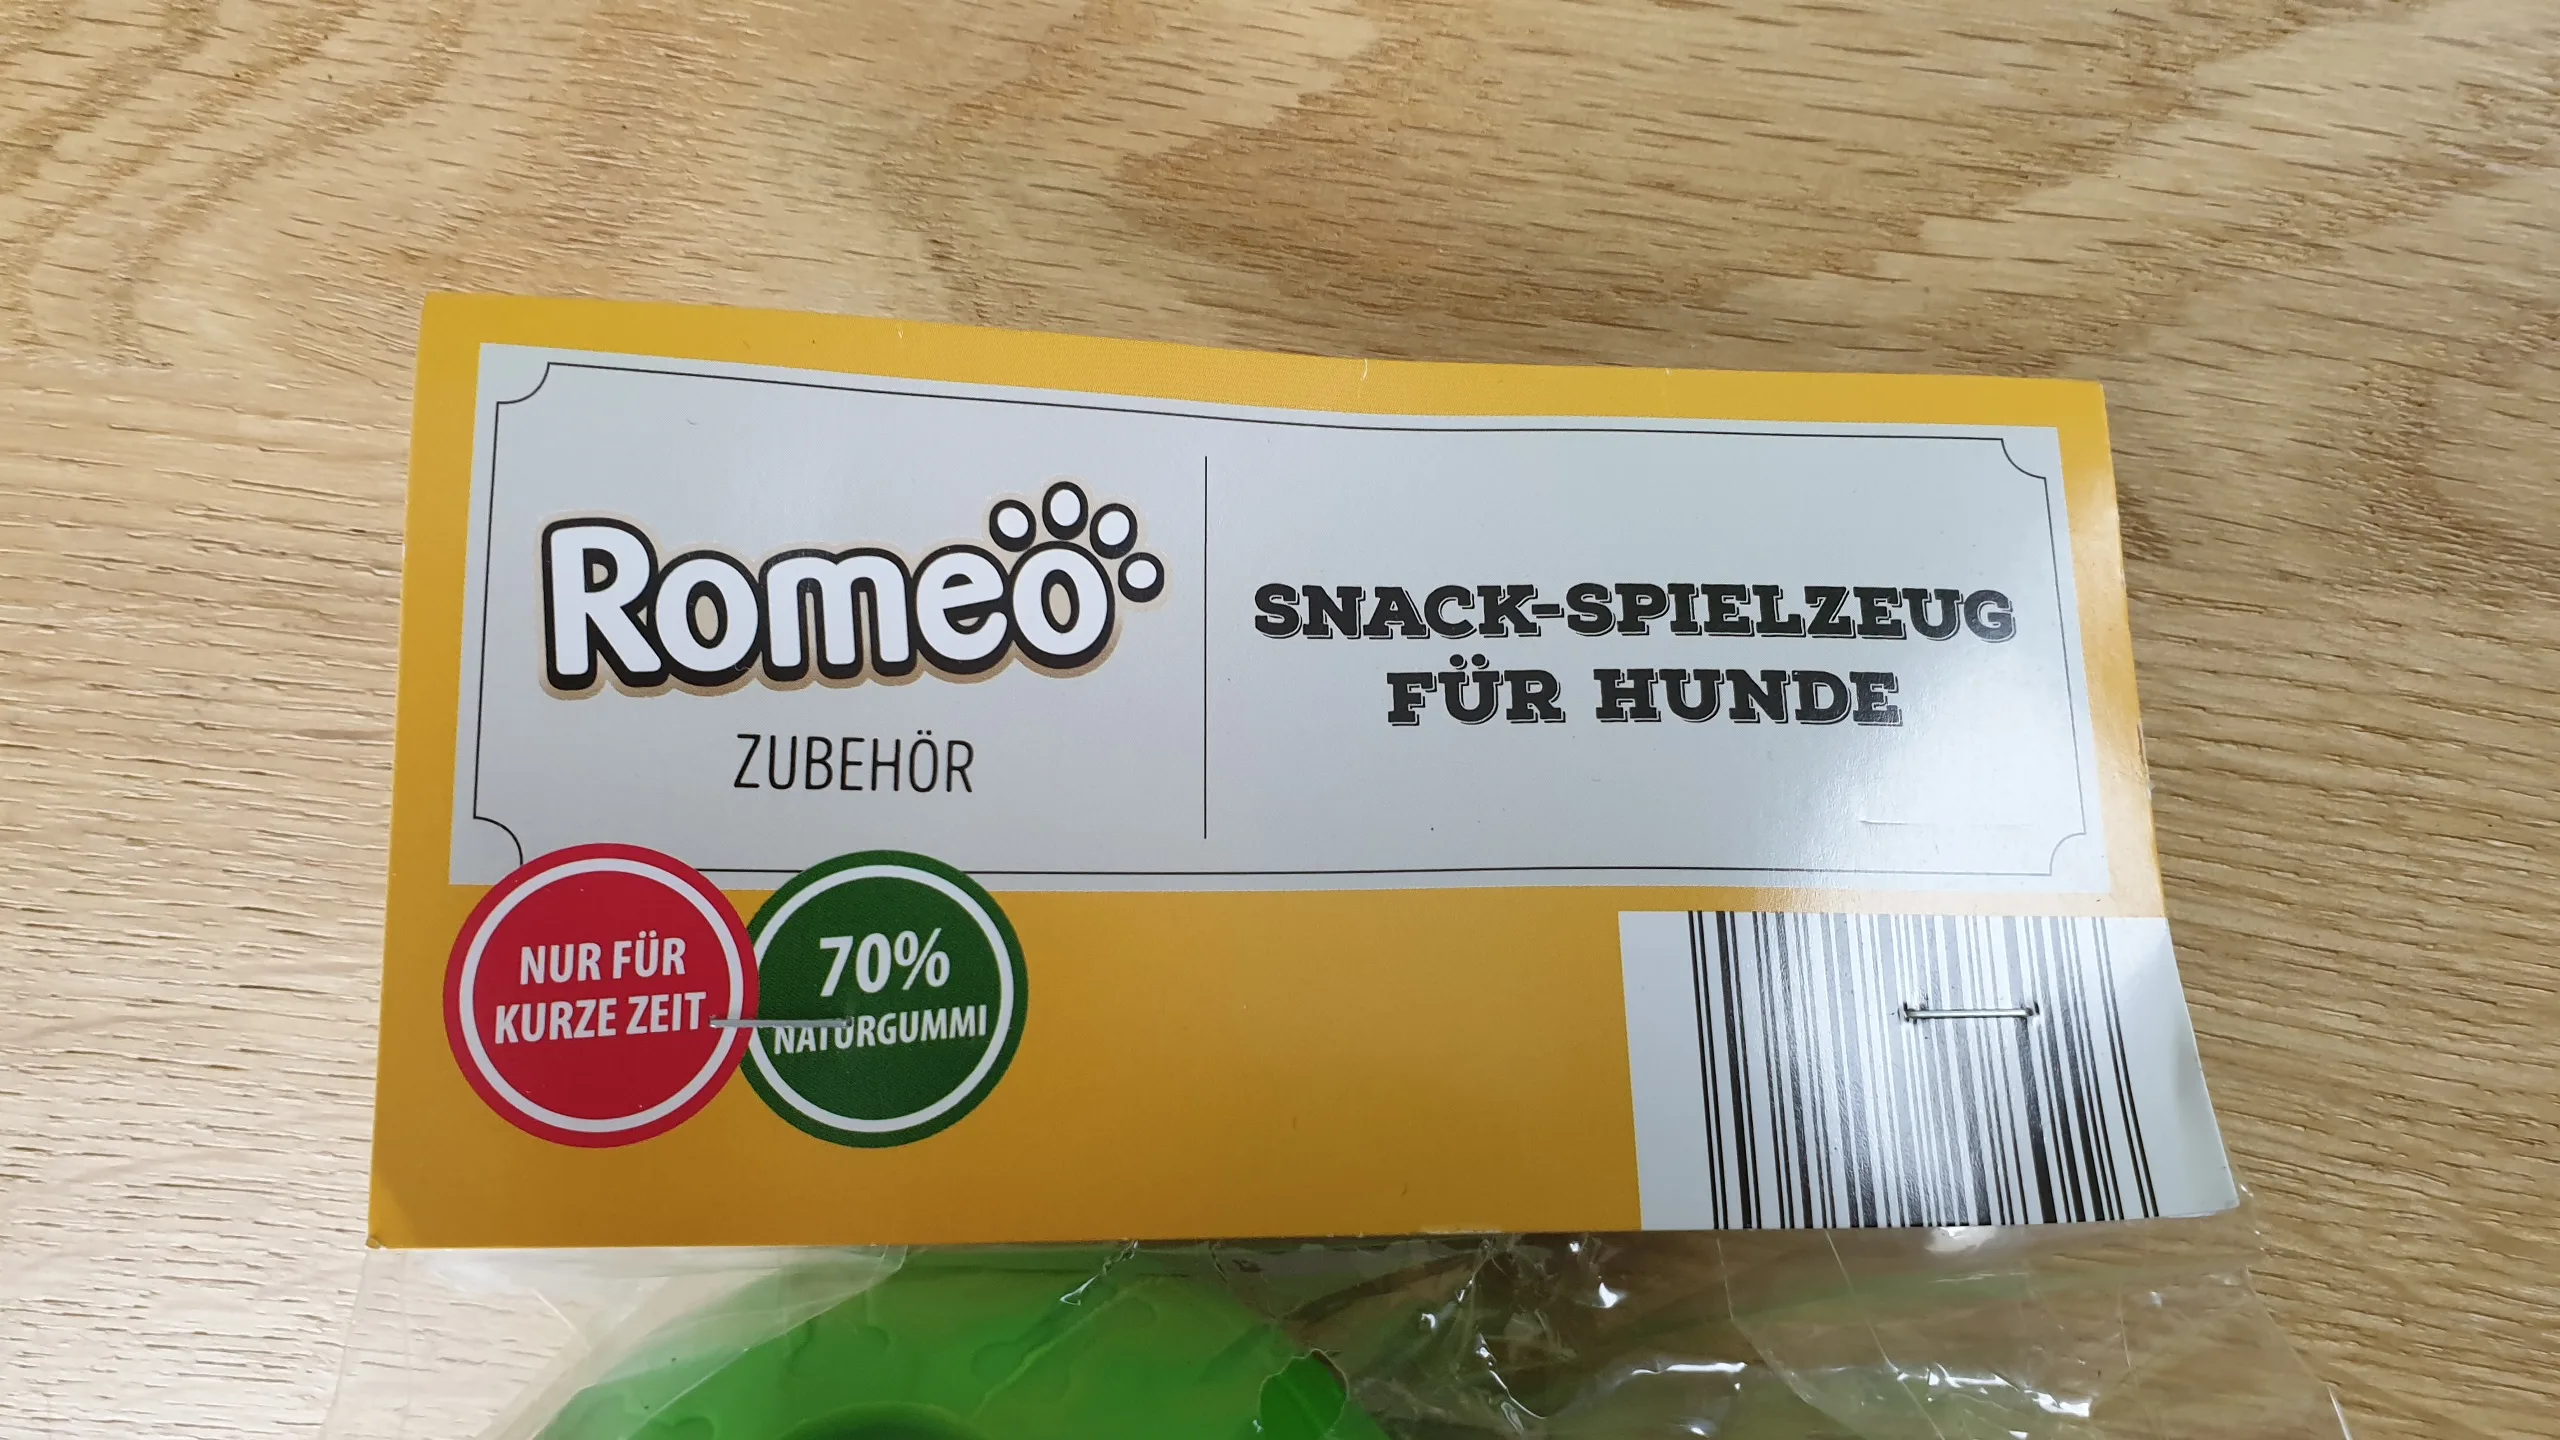 Romeo
ZUBEHÖR
SNACK-SPIELZEUG
FÜR HUNDE
NUR FÜR
KURZE ZEIT
70%
NATURGUMMI